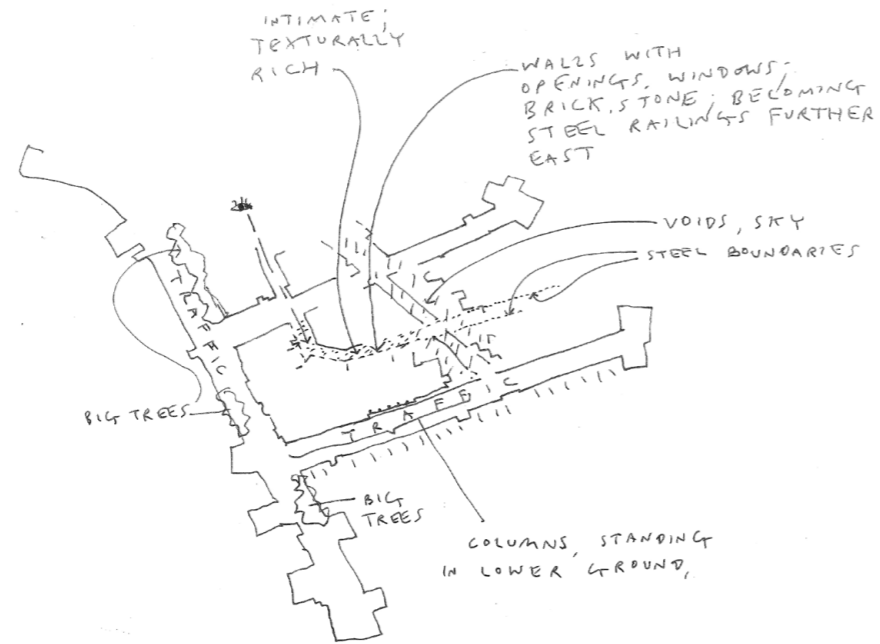 INTIMATE;
TEXTURALLY
RICH
WALLS WITH
OPENINGS, WINDOWS;
BRICK, STONE; BECOMING
STEEL RAILINGS FURTHER
EAST
VOIDS, SKY
STEEL BOUNDARIES
TRAFFIC
BIG TREES
TRAFFIC
BIG
TREES
COLUMNS, STANDING
IN LOWER GROUND,